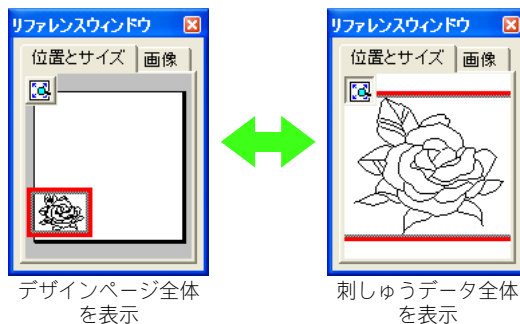 リファレンスウィンドウ
位置とサイズ
画像
デザインページ全体
を表示
リファレンスウィンドウ
位置とサイズ
画像
刺しゅうデータ全体
を表示